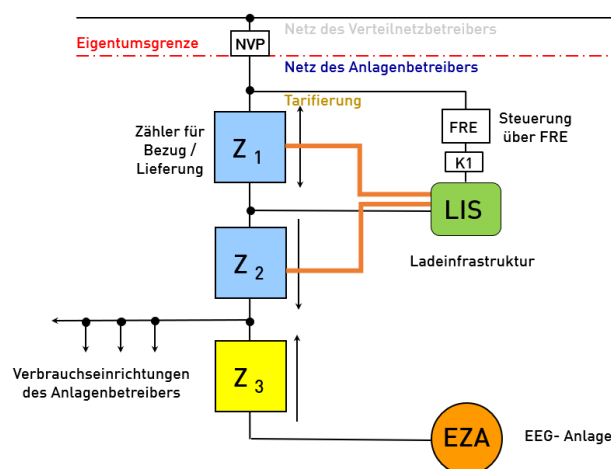 Netz des Verteilnetzbetreibers
Eigentumsgrenze
NVP
Netz des Anlagenbetreibers
Tarifierung
Zähler für
Bezug /
Lieferung
Z 1
FRE
Steuerung
über FRE
K1
LIS
Ladeinfrastruktur
Z 2
Verbrauchseinrichtungen
des Anlagenbetreibers
Z 3
EZA
EEG- Anlage